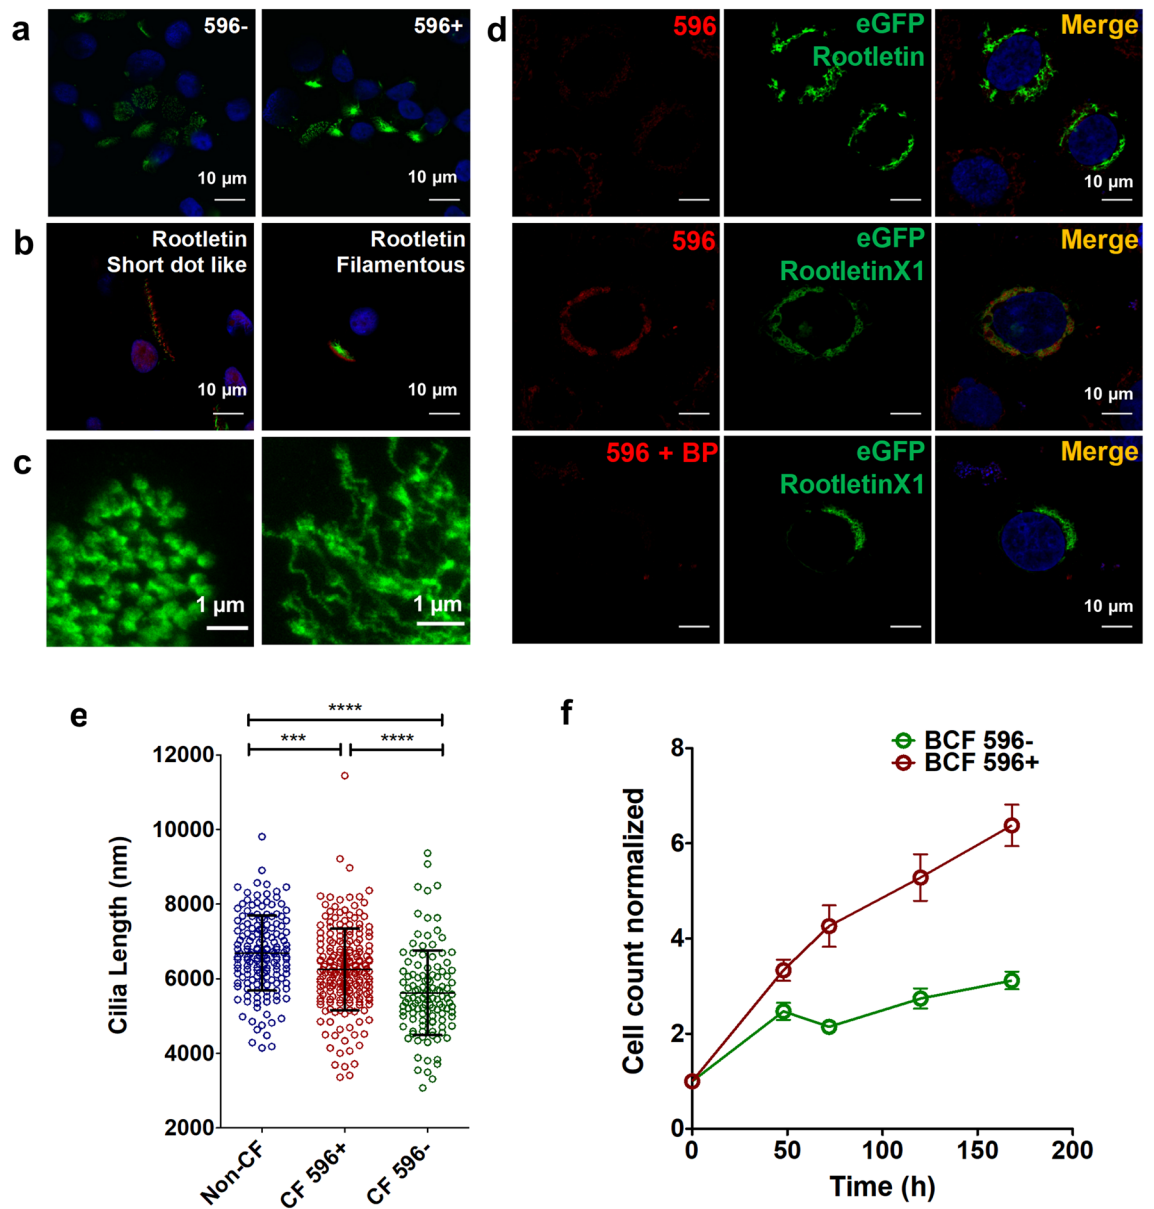 a
596-
10 µm
596+
10 µm
b
Rootletin
Short dot like
10 µm
Rootletin
Filamentous
10 µm
c
1 µm
1 µm
d
596
eGFP
Rootletin
Merge
10 µm
596
eGFP
RootletinX1
Merge
596 + BP
eGFP
RootletinX1
Merge
10 µm
e
****
***
****
12000
10000
8000
6000
4000
2000
Cilia Length (nm)
Non-CF
CF 596+
CF 596-
f
BCF 596-
BCF 596+
8
6
4
2
0
Cell count normalized
0
50
100
150
200
Time (h)